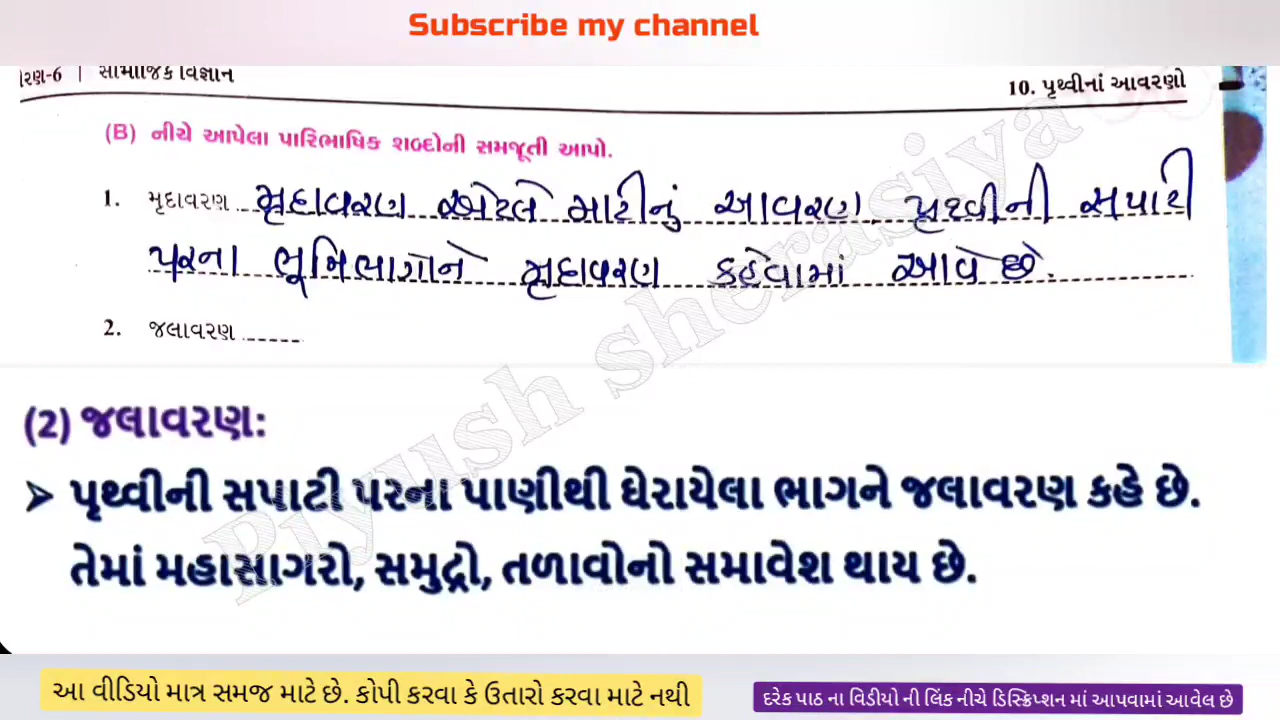 Subscribe my channel
રણ-6 | સામાજિક વિજ્ઞાન
10. પૃથ્વીનાં આવરણો
(B) નીચે આપેલા પારિભાષિક શબ્દોની સમજૂતી આપો.
1. મૃદાવરણ મૃદાવરણ એટલે માટીનું આવરણ. પૃથ્વીની સપાટી
પરના ભૂમિભાગોને મૃદાવરણ કહેવામાં આવે છે.
2. જલાવરણ
(2) જલાવરણ:
➤ પૃથ્વીની સપાટી પરના પાણીથી ઘેરાયેલા ભાગને જલાવરણ કહે છે.
તેમાં મહાસાગરો, સમુદ્રો, તળાવોનો સમાવેશ થાય છે.
Piyush sherasiya
આ વીડિયો માત્ર સમજ માટે છે. કોપી કરવા કે ઉતારો કરવા માટે નથી
દરેક પાઠ ના વિડીયો ની લિંક નીચે ડિસ્ક્રિપ્શન માં આપવામાં આવેલ છે